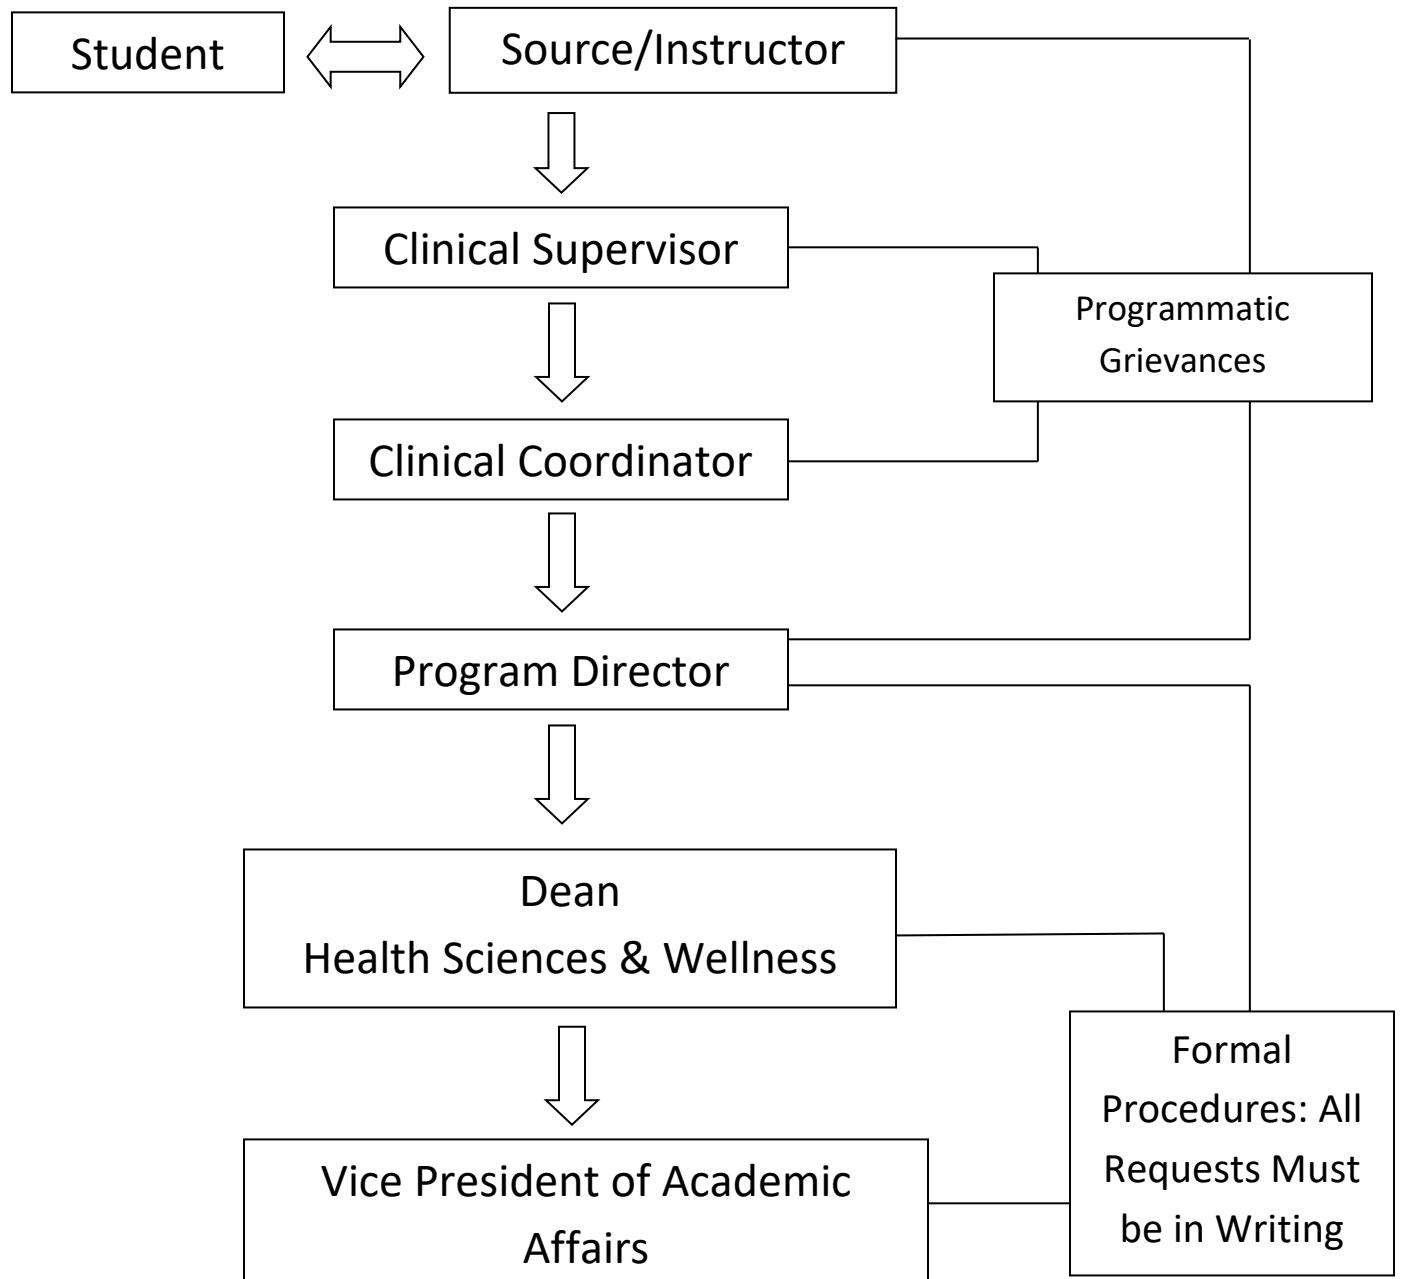 Student
Source/Instructor
Clinical Supervisor
Programmatic
Grievances
Clinical Coordinator
Program Director
Dean
Health Sciences & Wellness
Formal
Procedures: All
Requests Must
be in Writing
Vice President of Academic
Affairs